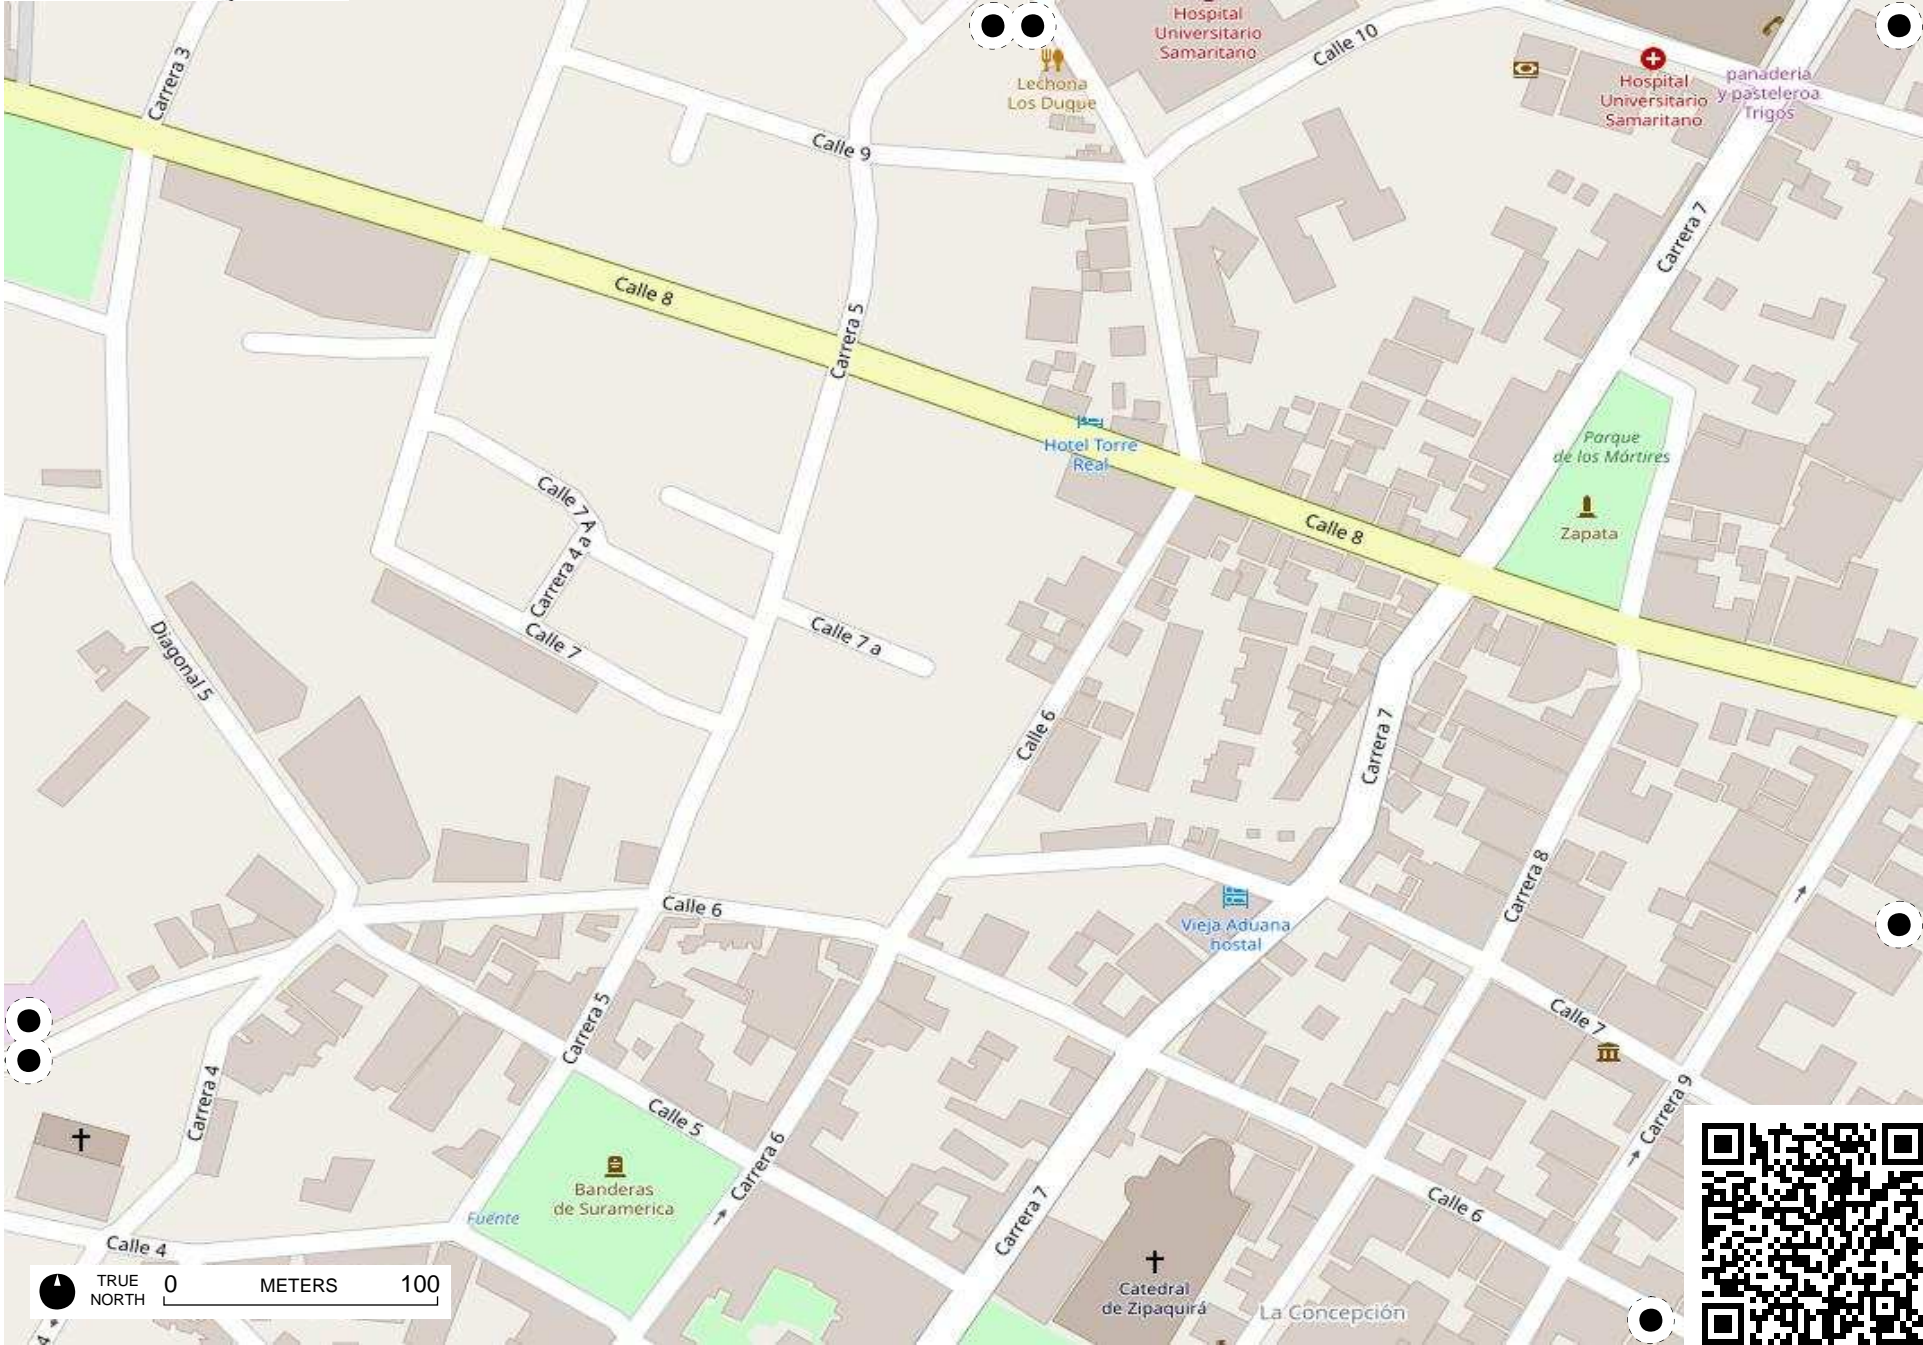 Hospital
Universitario
Samaritano
Calle 10
Carrera 3
Lechona
Los Duque
Hospital
Universitario
Samaritano
panaderia
y pasteleroa
Trigos
Calle 9
Carrera 7
Calle 8
Carrera 5
Hotel Torre
Real
Parque
de los Mártires
Zapata
Calle 8
Calle 7 A
Carrera 4 a
Calle 7
Calle 7 a
Diagonal 5
Calle 6
Carrera 7
Carrera 8
Calle 6
Vieja Aduana
hostal
Carrera 5
Calle 7
Carrera 4
Calle 5
Carrera 6
Carrera 9
Banderas
de Suramerica
Fuente
Carrera 7
Calle 6
Calle 4
Catedral
de Zipaquirá
La Concepción
TRUE
NORTH
0 METERS 100
4